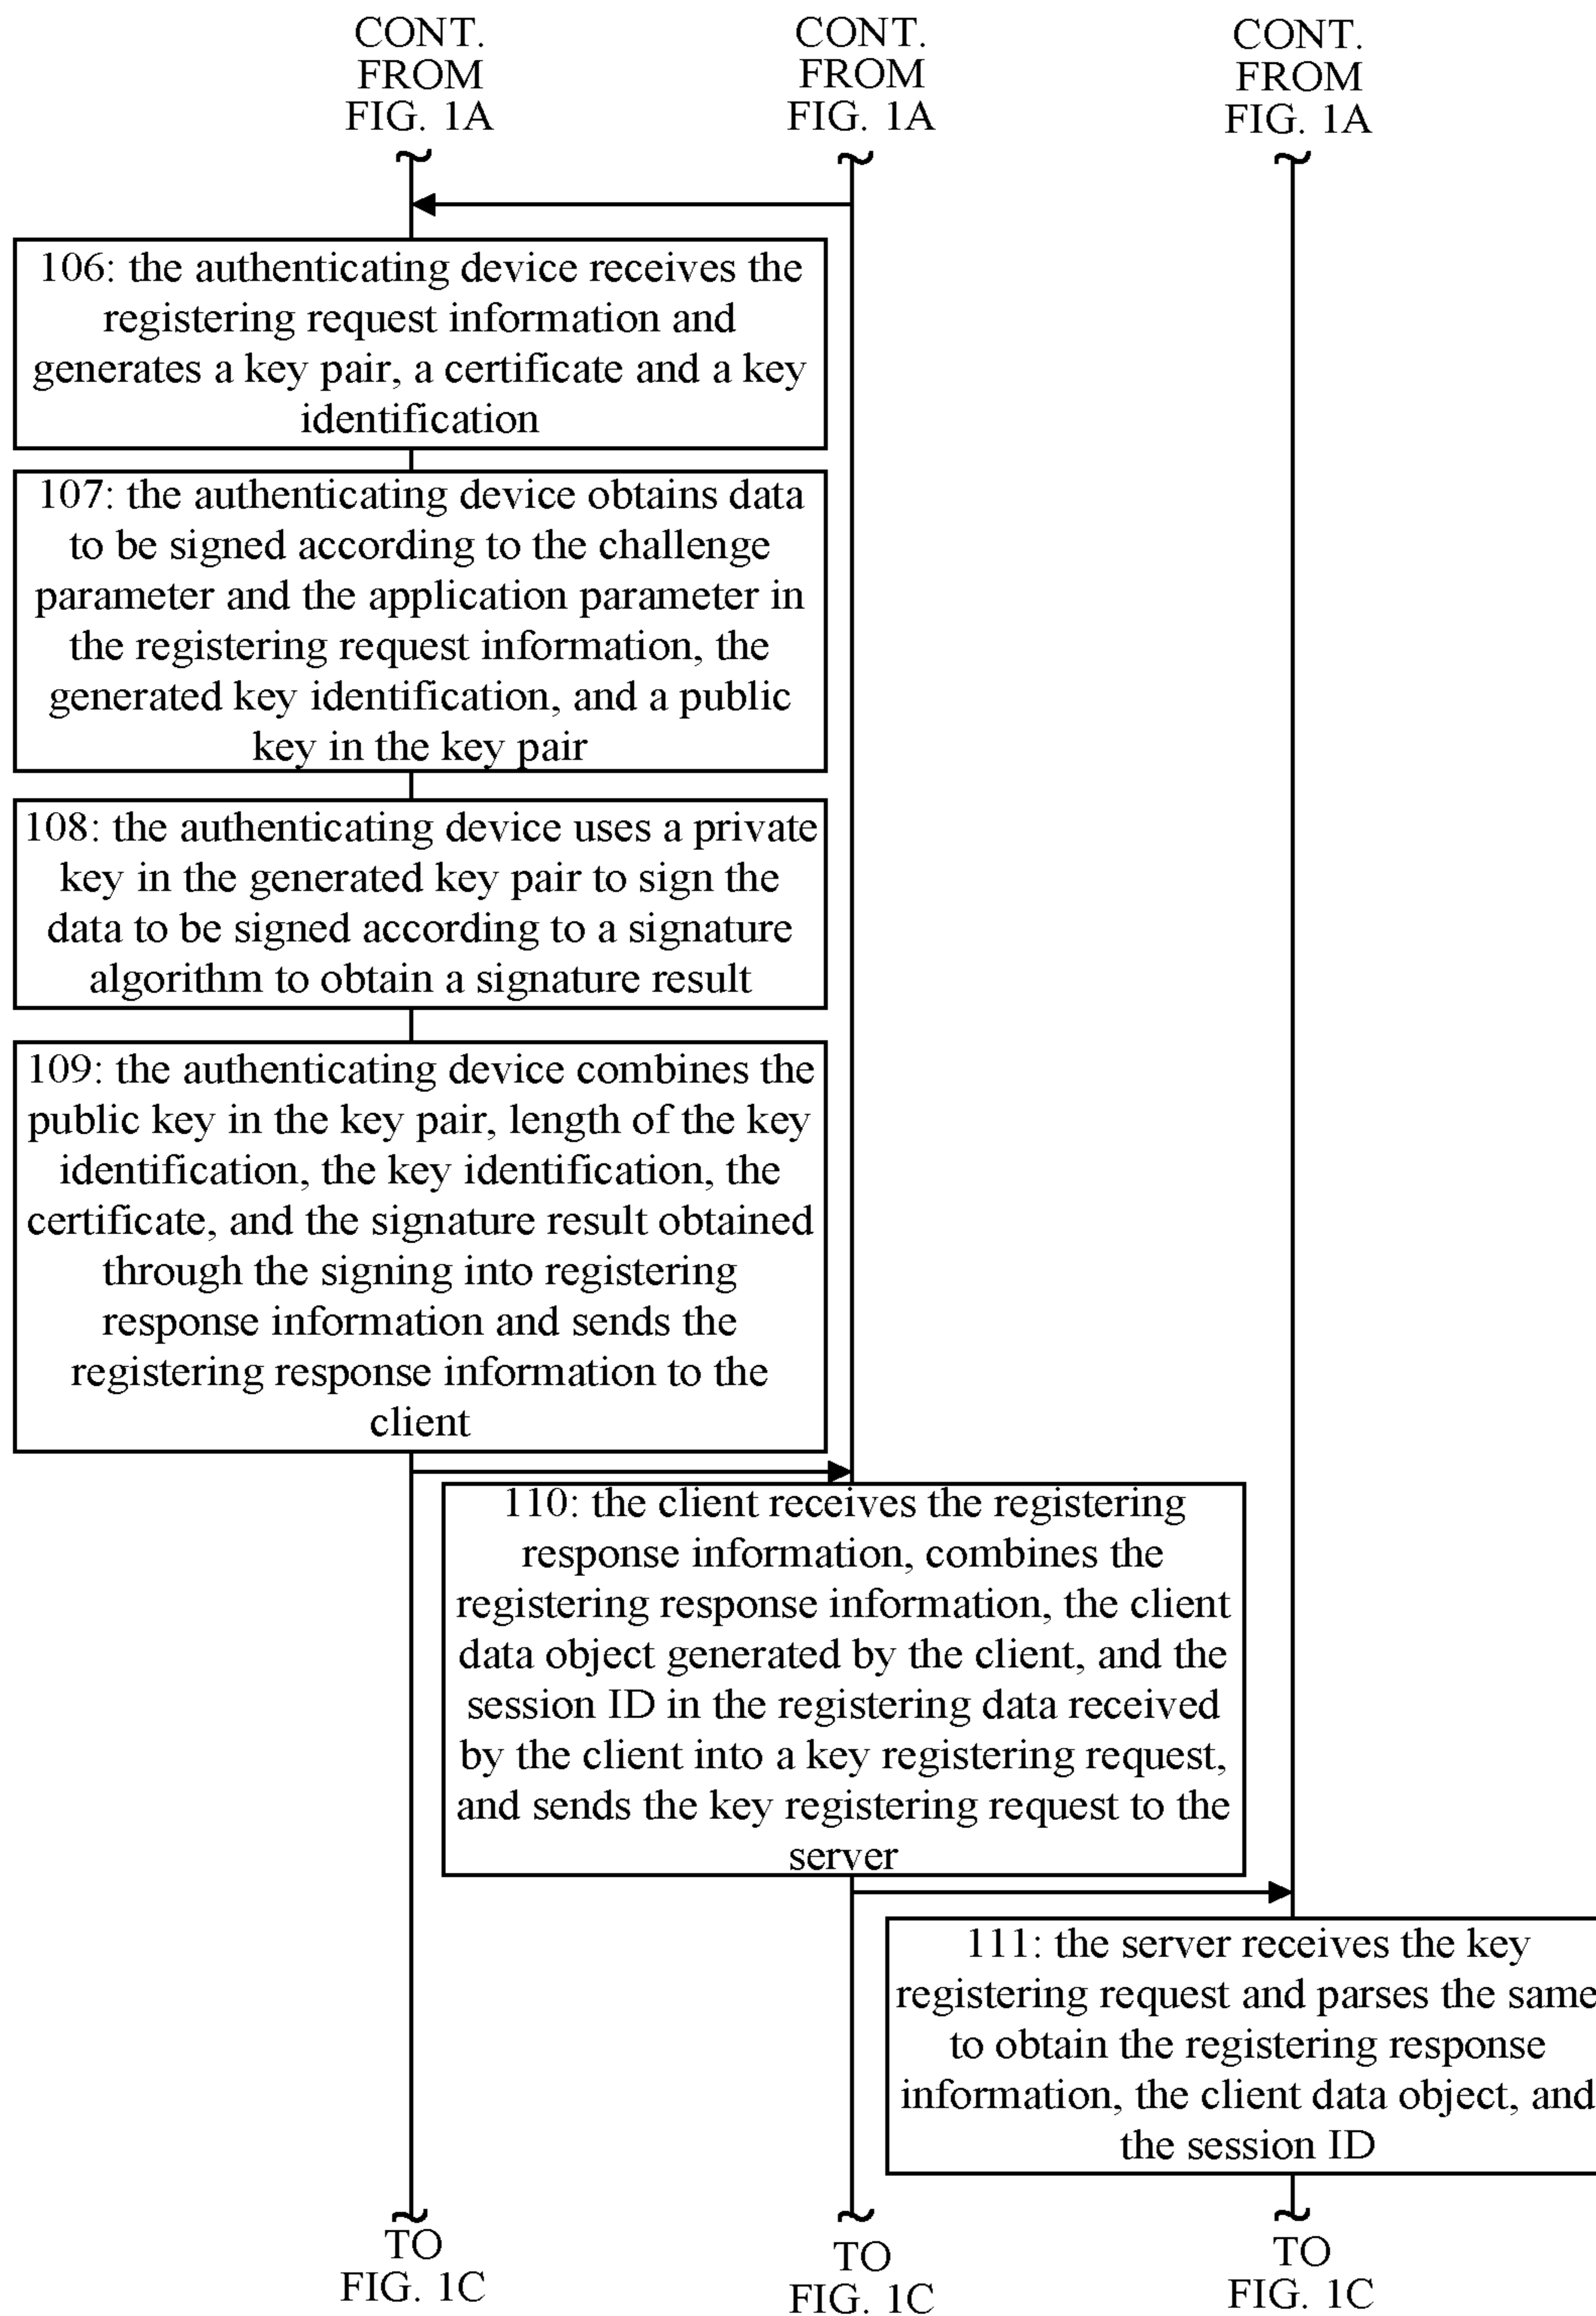 CONT.
FROM
FIG. 1A
CONT.
FROM
FIG. 1A
CONT.
FROM
FIG. 1A
106: the authenticating device receives the
registering request information and
generates a key pair, a certificate and a key
identification
107: the authenticating device obtains data
to be signed according to the challenge
parameter and the application parameter in
the registering request information, the
generated key identification, and a public
key in the key pair
108: the authenticating device uses a private
key in the generated key pair to sign the
data to be signed according to a signature
algorithm to obtain a signature result
109: the authenticating device combines the
public key in the key pair, length of the key
identification, the key identification, the
certificate, and the signature result obtained
through the signing into registering
response information and sends the
registering response information to the
client
110: the client receives the registering
response information, combines the
registering response information, the client
data object generated by the client, and the
session ID in the registering data received
by the client into a key registering request,
and sends the key registering request to the
server
111: the server receives the key
registering request and parses the same
to obtain the registering response
information, the client data object, and
the session ID
TO
FIG. 1C
TO
FIG. 1C
TO
FIG. 1C